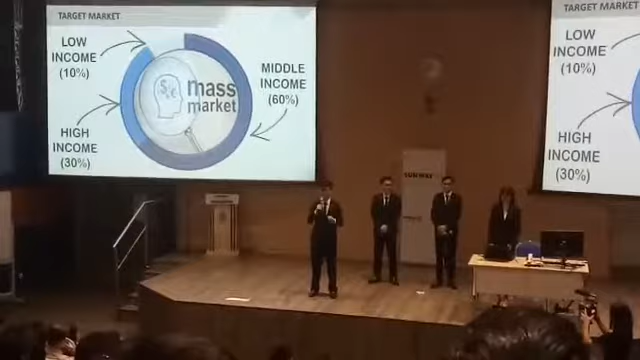 TARGET MARKET
LOW
INCOME
(10%)
HIGH
INCOME
(30%)
$/€
mass
market
MIDDLE
INCOME
(60%)
TARGET MARKET
LOW
INCOME
(10%)
HIGH
INCOME
(30%)
SUBWAY